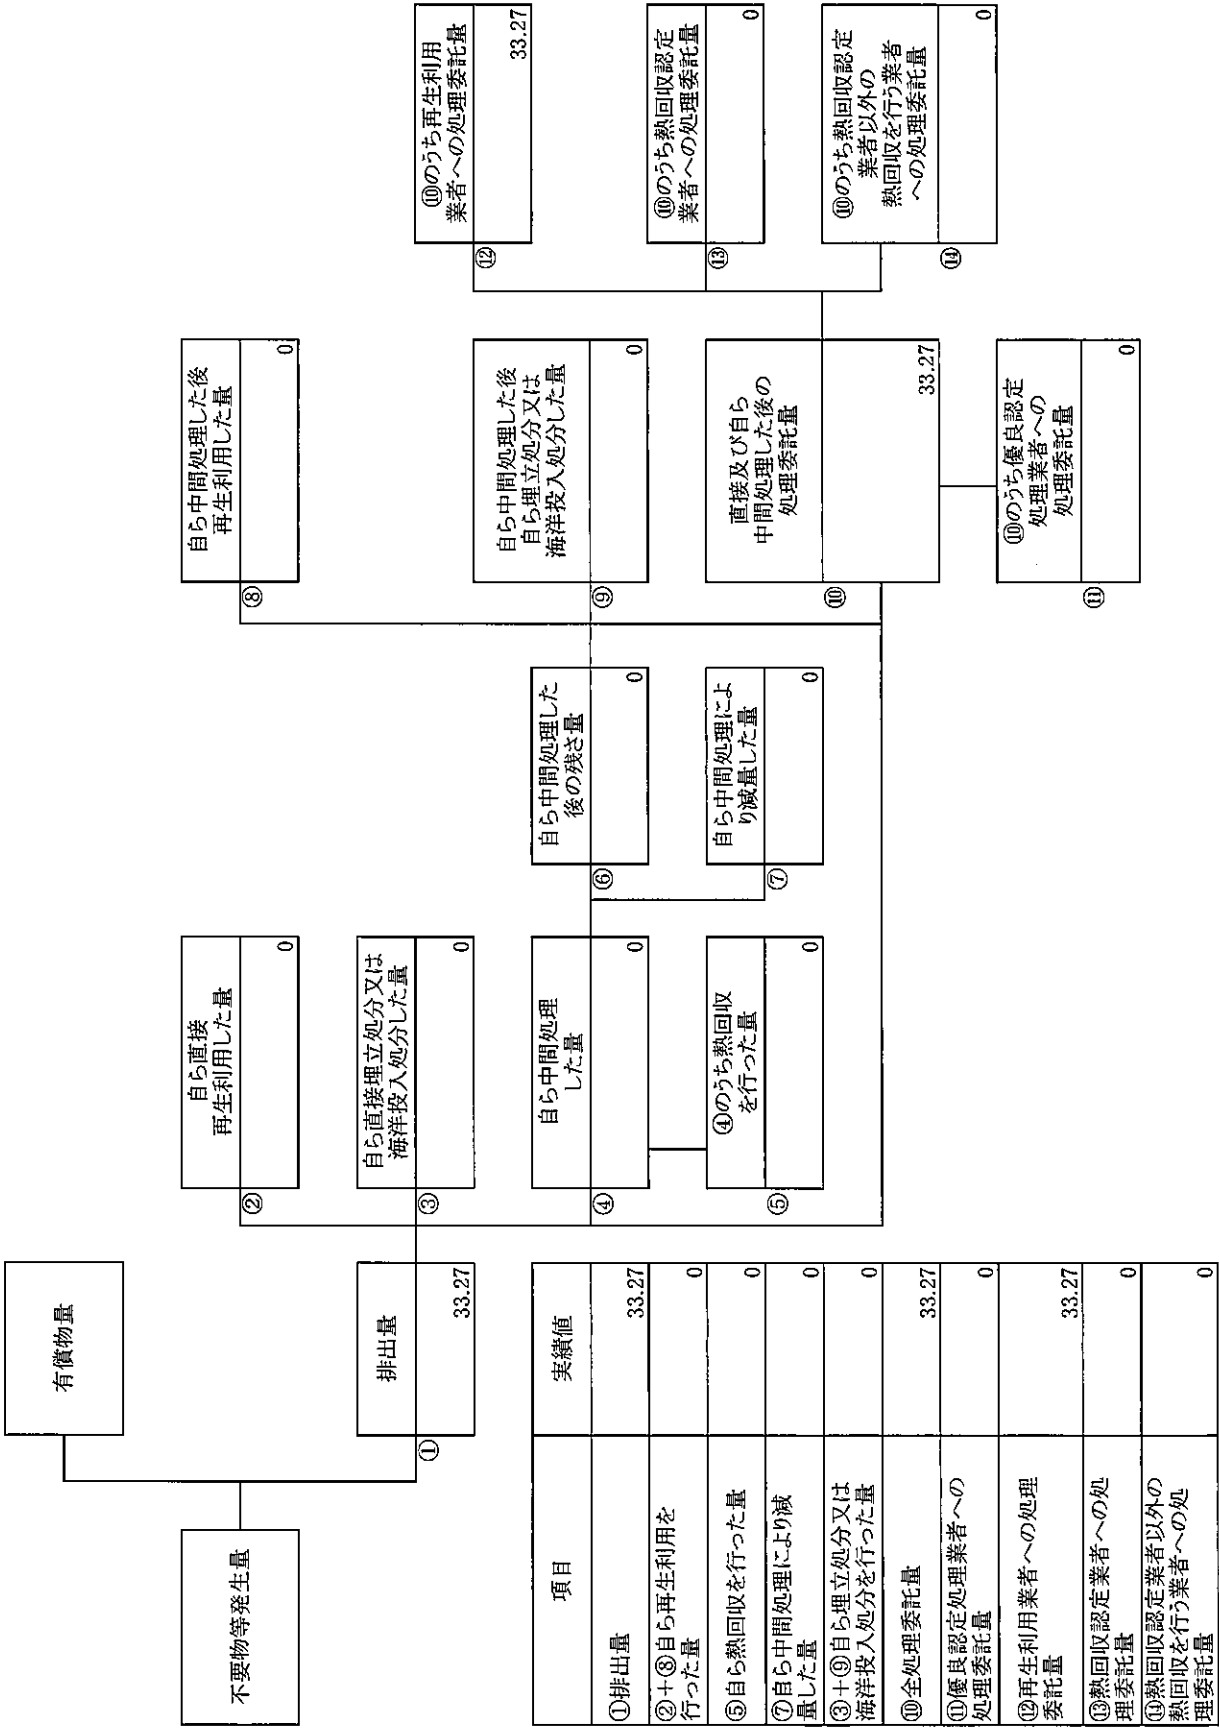 不要物等発生量
有償物量
①
排出量
33.27
②
自ら直接
再生利用した量
0
③
自ら直接埋立処分又は
海洋投入処分した量
0
④
自ら中間処理
した量
0
⑤
④のうち熱回収
を行った量
0
⑥
自ら中間処理した
後の残さ量
0
⑦
自ら中間処理によ
り減量した量
0
⑧
自ら中間処理した後
再生利用した量
0
⑨
自ら中間処理した後
自ら埋立処分又は
海洋投入処分した量
0
⑩
直接及び自ら
中間処理した後の
処理委託量
33.27
⑪
⑩のうち優良認定
処理業者への
処理委託量
0
⑫
⑩のうち再生利用
業者への処理委託量
33.27
⑬
⑩のうち熱回収認定
業者への処理委託量
0
⑭
⑩のうち熱回収認定
業者以外の
熱回収を行う業者
への処理委託量
0
項目 実績値
①排出量 33.27
②+⑧自ら再生利用を
行った量 0
⑤自ら熱回収を行った量 0
⑦自ら中間処理により減
量した量 0
③+⑨自ら埋立処分又は
海洋投入処分を行った量 0
⑩全処理委託量 33.27
⑪優良認定処理業者への
処理委託量 0
⑫再生利用業者への処理
委託量 33.27
⑬熱回収認定業者への処
理委託量 0
⑭熱回収認定業者以外の
熱回収を行う業者への処
理委託量 0